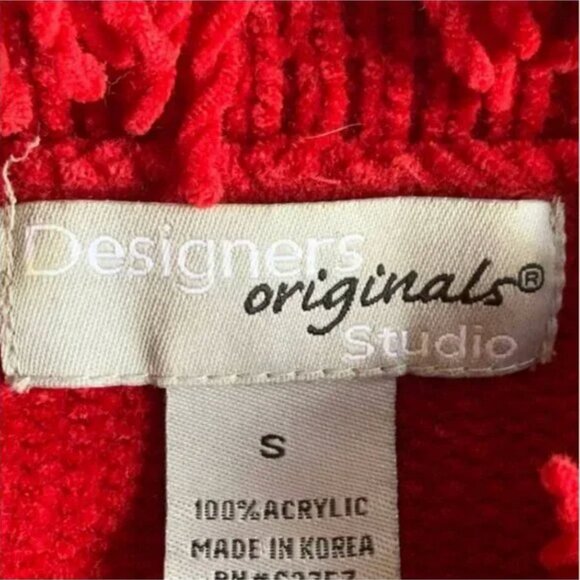 Designers
originals®
Studio
S
100% ACRYLIC
MADE IN KOREA